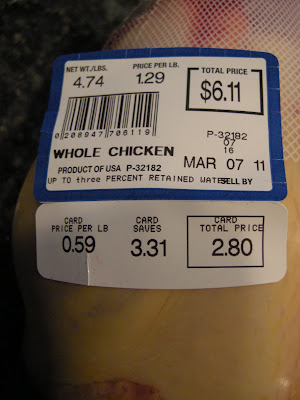 NET WT./LBS. PRICE PER LB. TOTAL PRICE
4.74 1.29 $6.11
0 208947 706119
P-32182
07
16
WHOLE CHICKEN MAR 07 11
PRODUCT OF USA P-32182
UP TO three PERCENT RETAINED WATER SELL BY
CARD CARD CARD
PRICE PER LB SAVES TOTAL PRICE
0.59 3.31 2.80